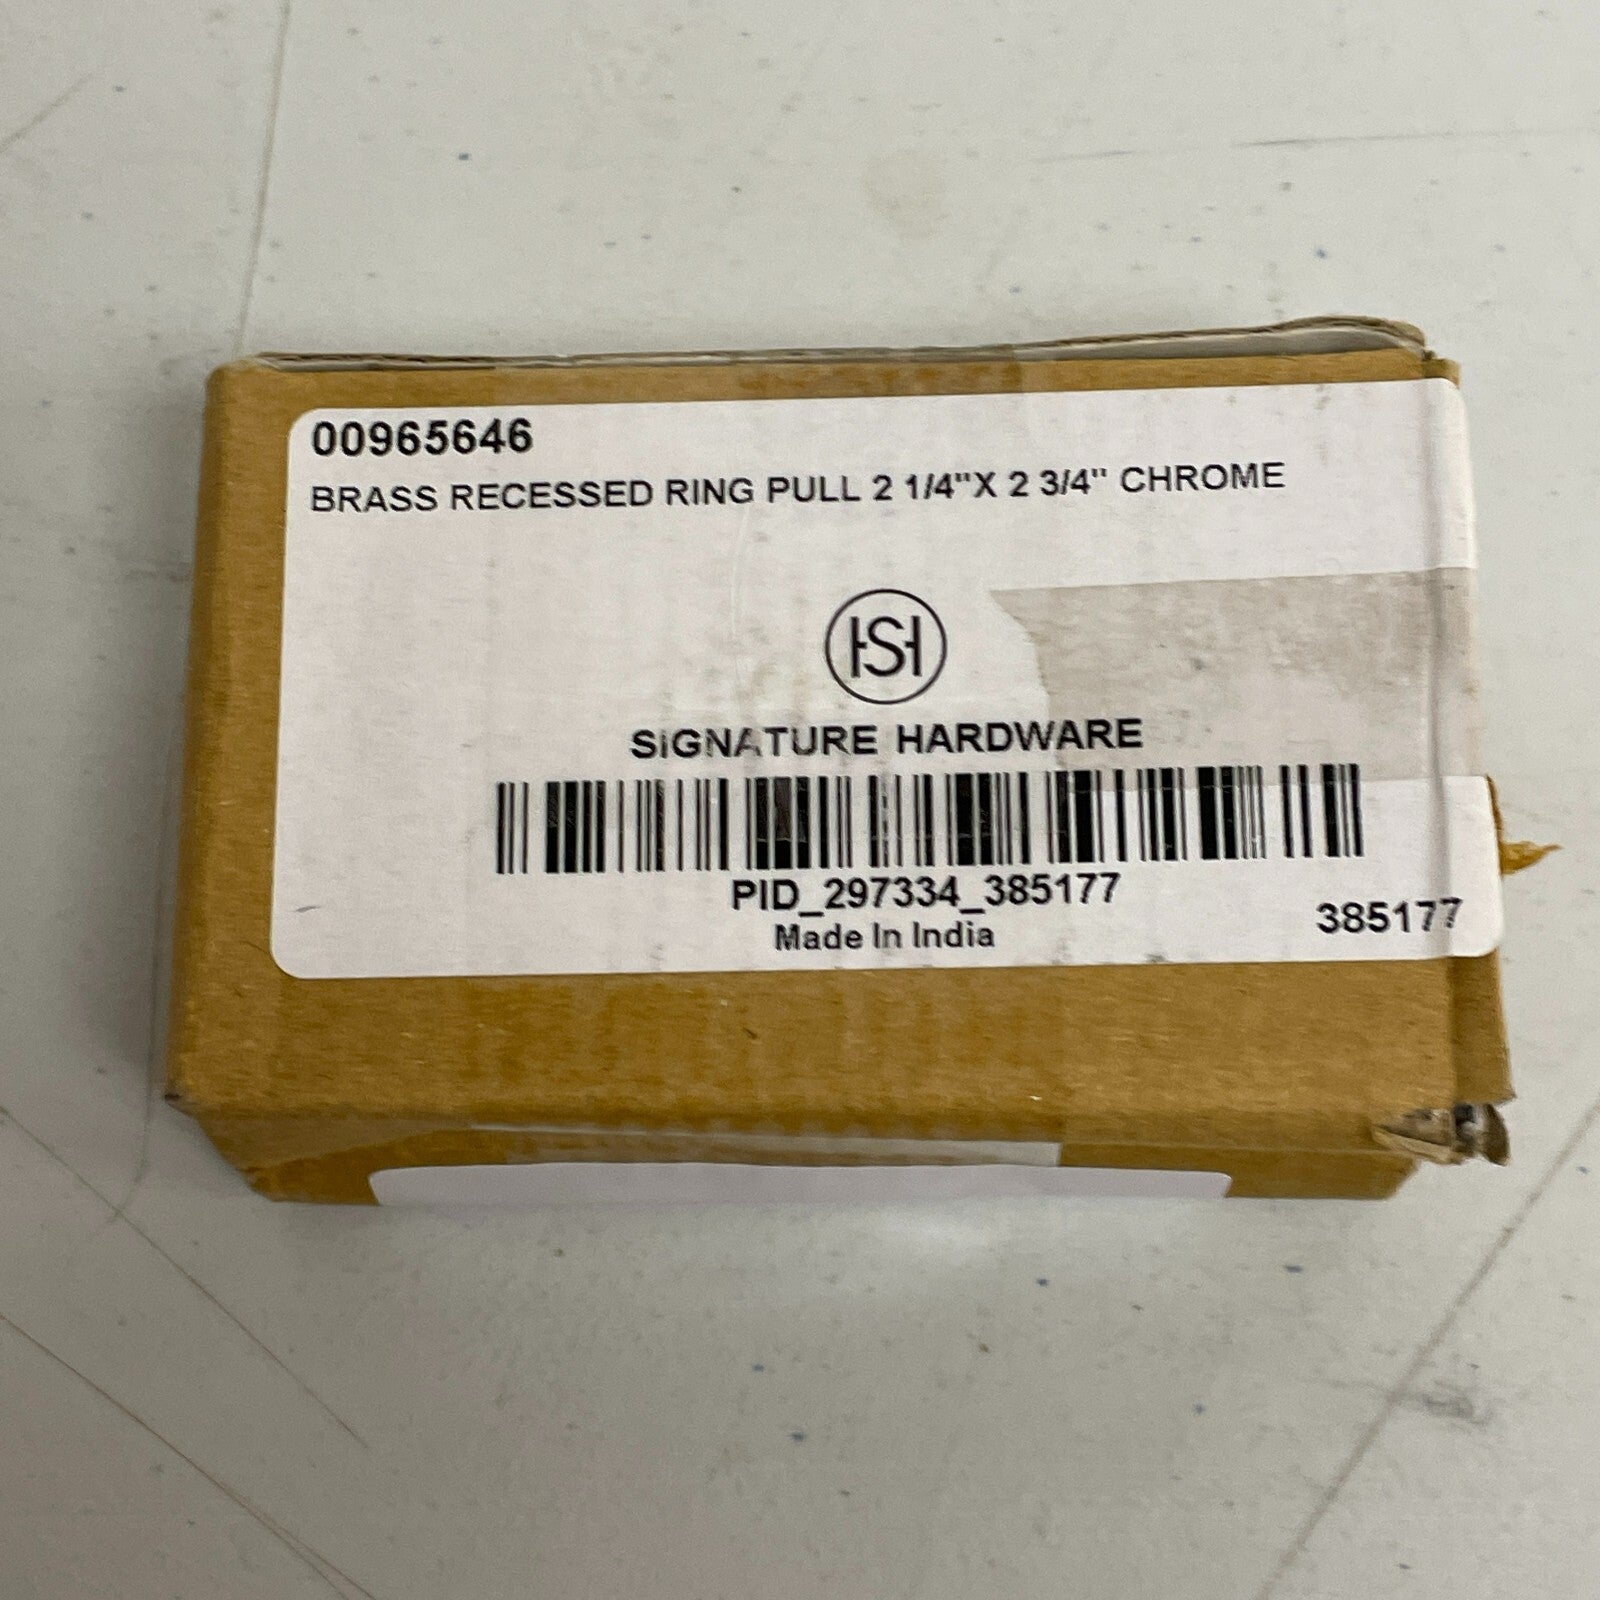 00965646
BRASS RECESSED RING PULL 2 1/4"X 2 3/4" CHROME
HSH
SIGNATURE HARDWARE
PID_297334_385177
Made In India
385177